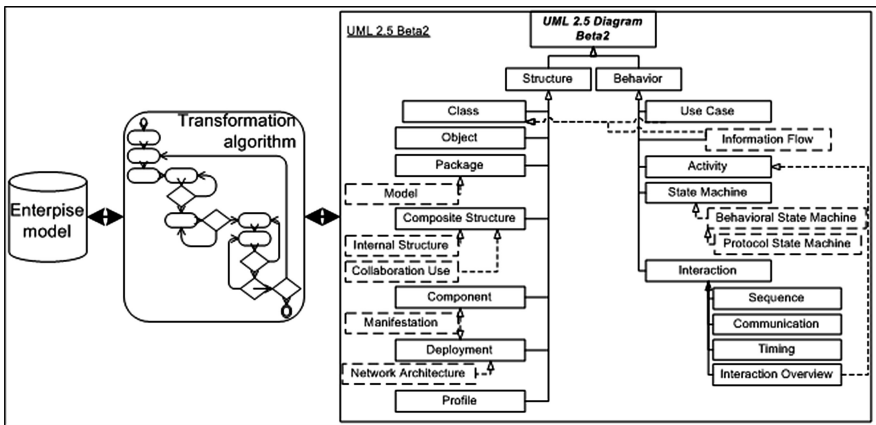 Enterpise
model
Transformation
algorithm
UML 2.5 Beta2
UML 2.5 Diagram
Beta2
Structure
Behavior
Class
Object
Package
Model
Composite Structure
Internal Structure
Collaboration Use
Component
Manifestation
Deployment
Network Architecture
Profile
Use Case
Information Flow
Activity
State Machine
Behavioral State Machine
Protocol State Machine
Interaction
Sequence
Communication
Timing
Interaction Overview